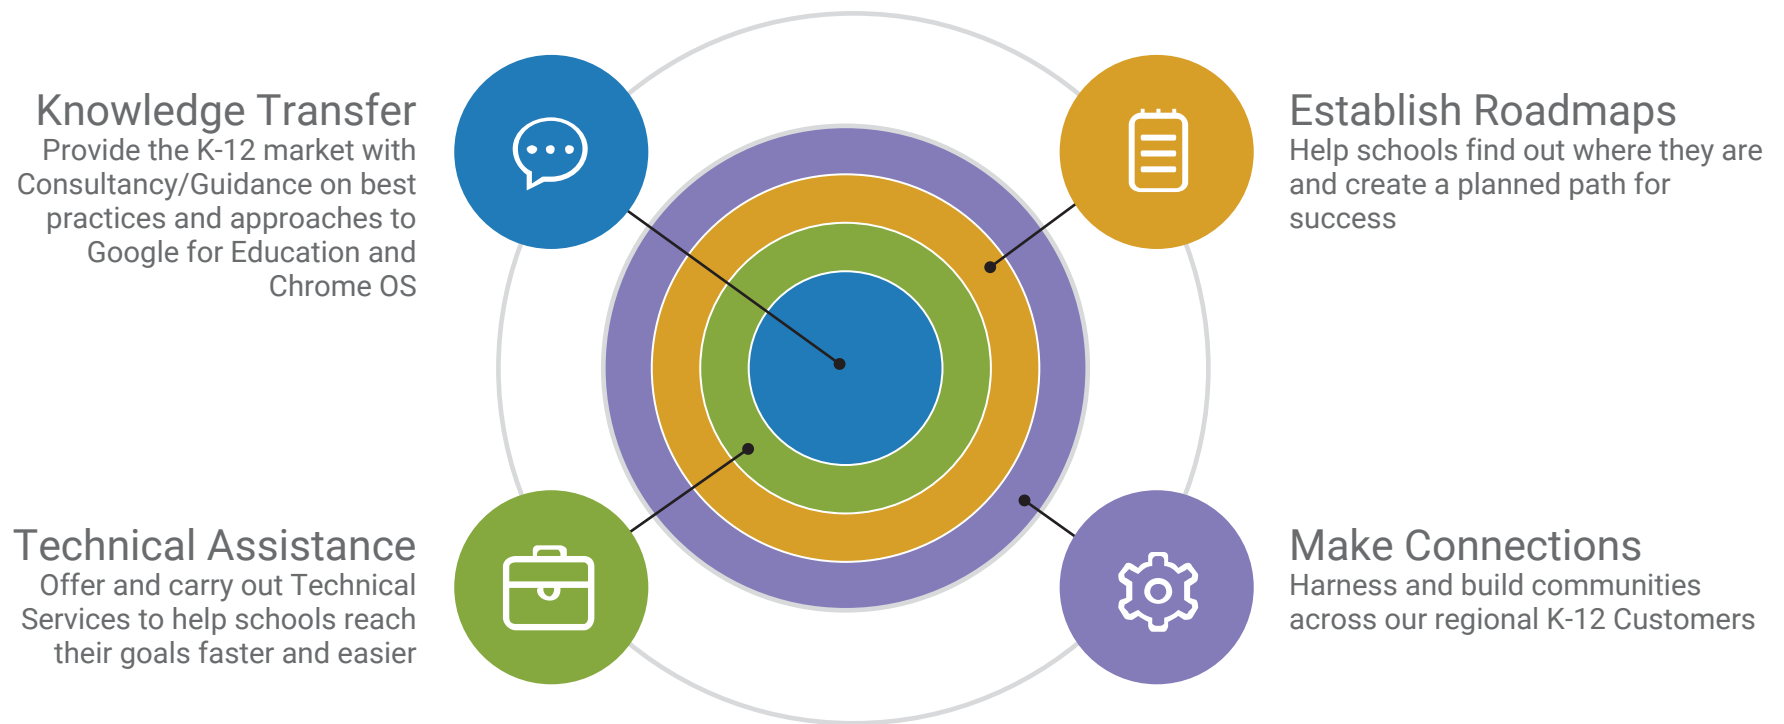 Knowledge Transfer
Provide the K-12 market with
Consultancy/Guidance on best
practices and approaches to
Google for Education and
Chrome OS
Establish Roadmaps
Help schools find out where they are
and create a planned path for
success
Technical Assistance
Offer and carry out Technical
Services to help schools reach
their goals faster and easier
Make Connections
Harness and build communities
across our regional K-12 Customers